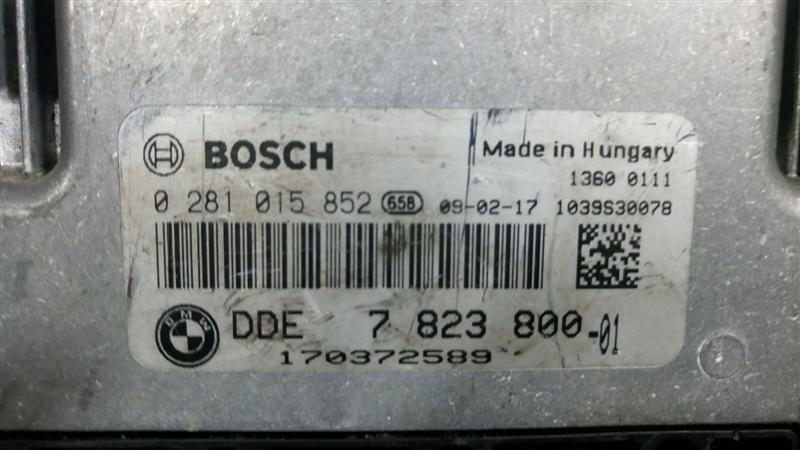 BOSCH
Made in Hungary
1360 0111
0 281 015 852 658 09-02-17 1039S30078
BMW DDE 7 823 800-01
170372589